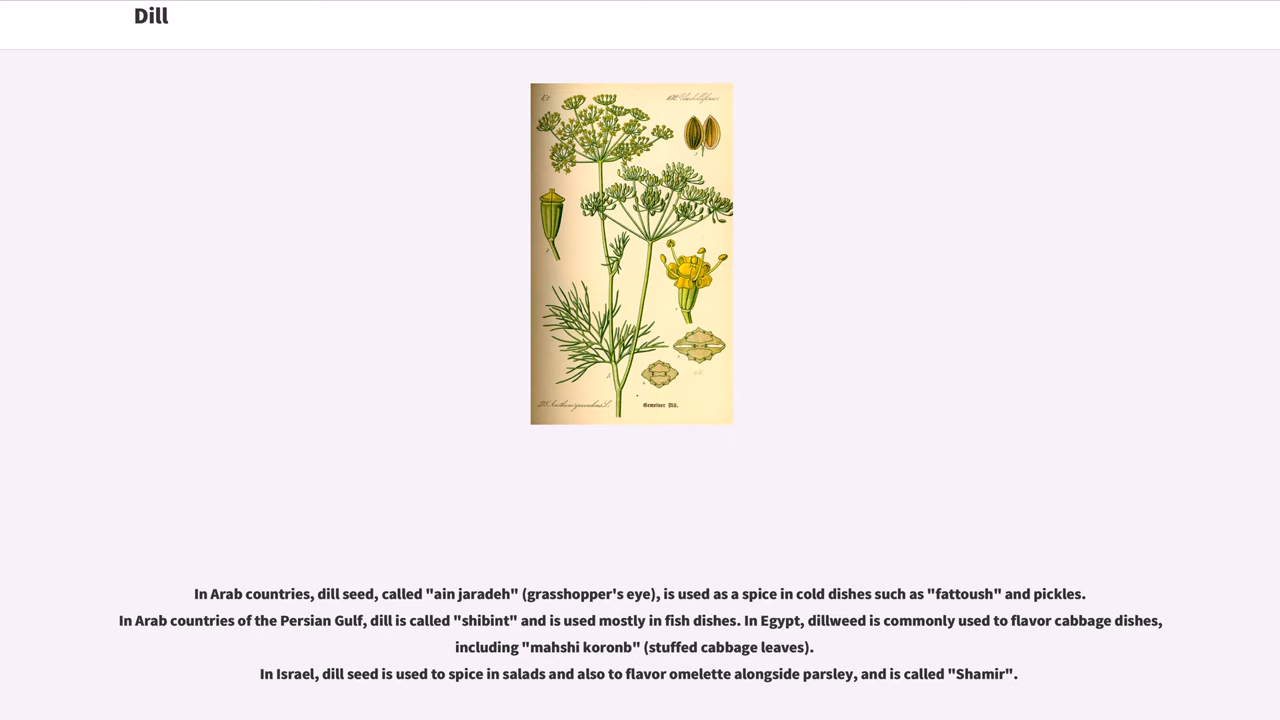 Dill
In Arab countries, dill seed, called "ain jaradeh" (grasshopper's eye), is used as a spice in cold dishes such as "fattoush" and pickles.
In Arab countries of the Persian Gulf, dill is called "shibint" and is used mostly in fish dishes. In Egypt, dillweed is commonly used to flavor cabbage dishes,
including "mahshi koronb" (stuffed cabbage leaves).
In Israel, dill seed is used to spice in salads and also to flavor omelette alongside parsley, and is called "Shamir".
Gemeiner Dill.